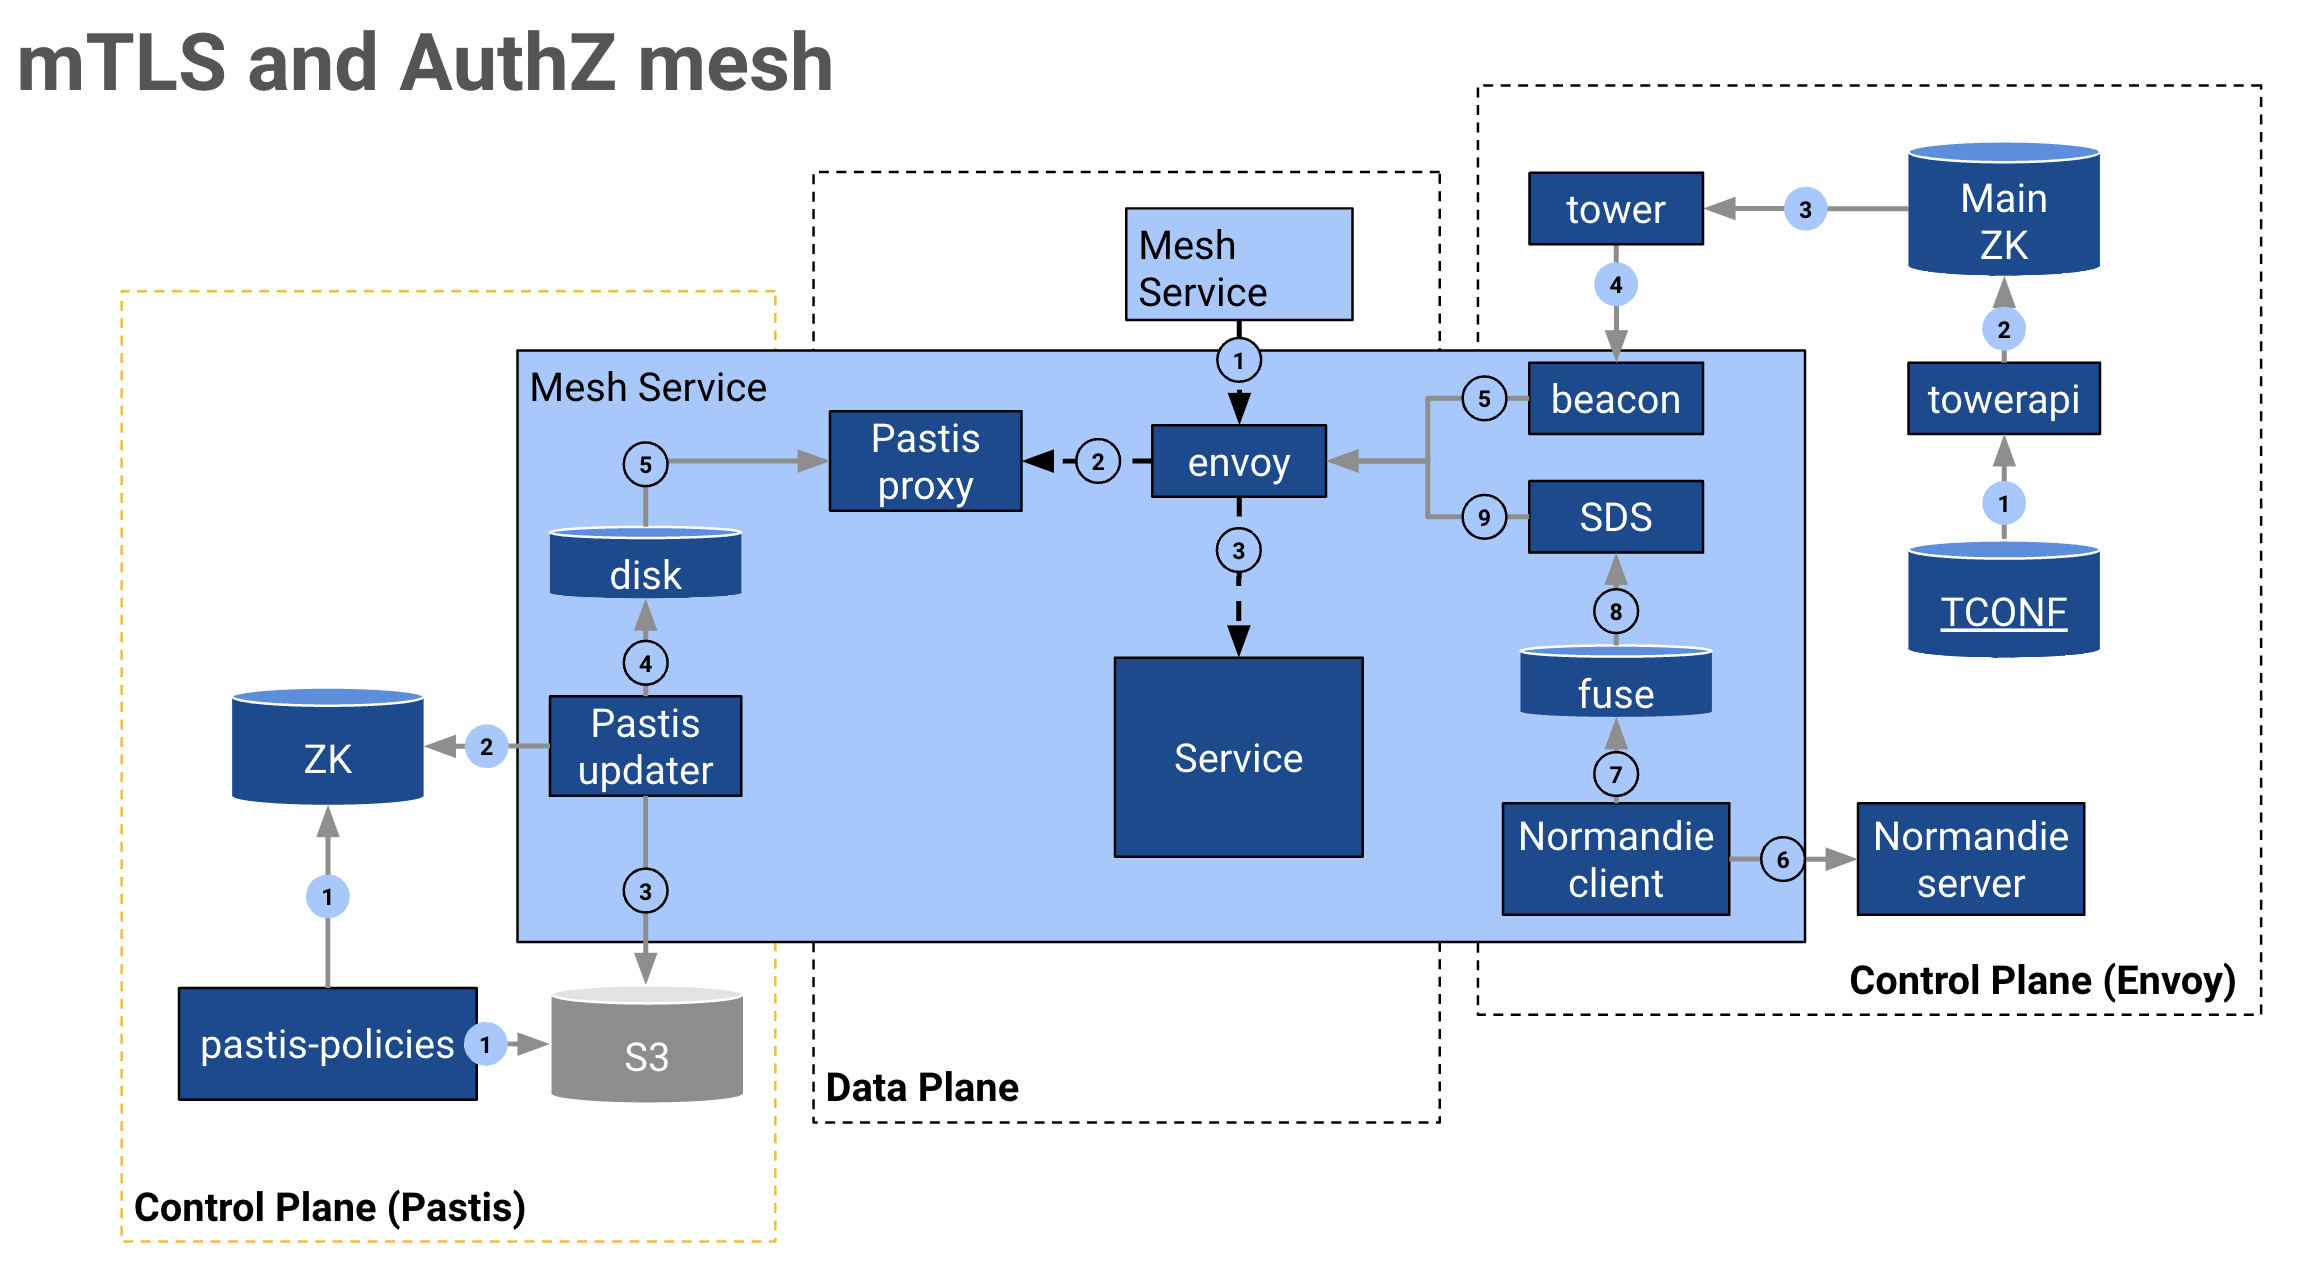 mTLS and AuthZ mesh
Mesh
Service
1
Mesh Service
Pastis
proxy
2
envoy
3
Service
5
disk
4
Pastis
updater
2
ZK
3
1
pastis-policies
1
S3
Control Plane (Pastis)
Data Plane
tower
3
Main
ZK
4
2
beacon
towerapi
5
1
TCONF
SDS
9
8
fuse
7
Normandie
client
6
Normandie
server
Control Plane (Envoy)